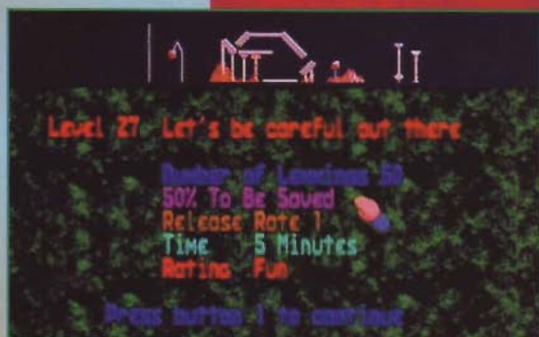 Level 27 Let's be careful out there
Number of Lemmings 50
50% To Be Saved
Release Rate 1
Time 5 Minutes
Rating Fun
Press button 1 to continue